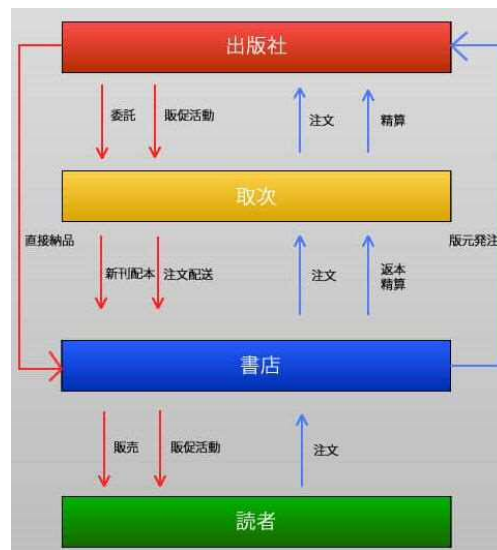 出版社
委託
販促活動
注文
精算
取次
直接納品
版元発注
新刊配本
注文配送
注文
返本
精算
書店
販売
販促活動
注文
読者